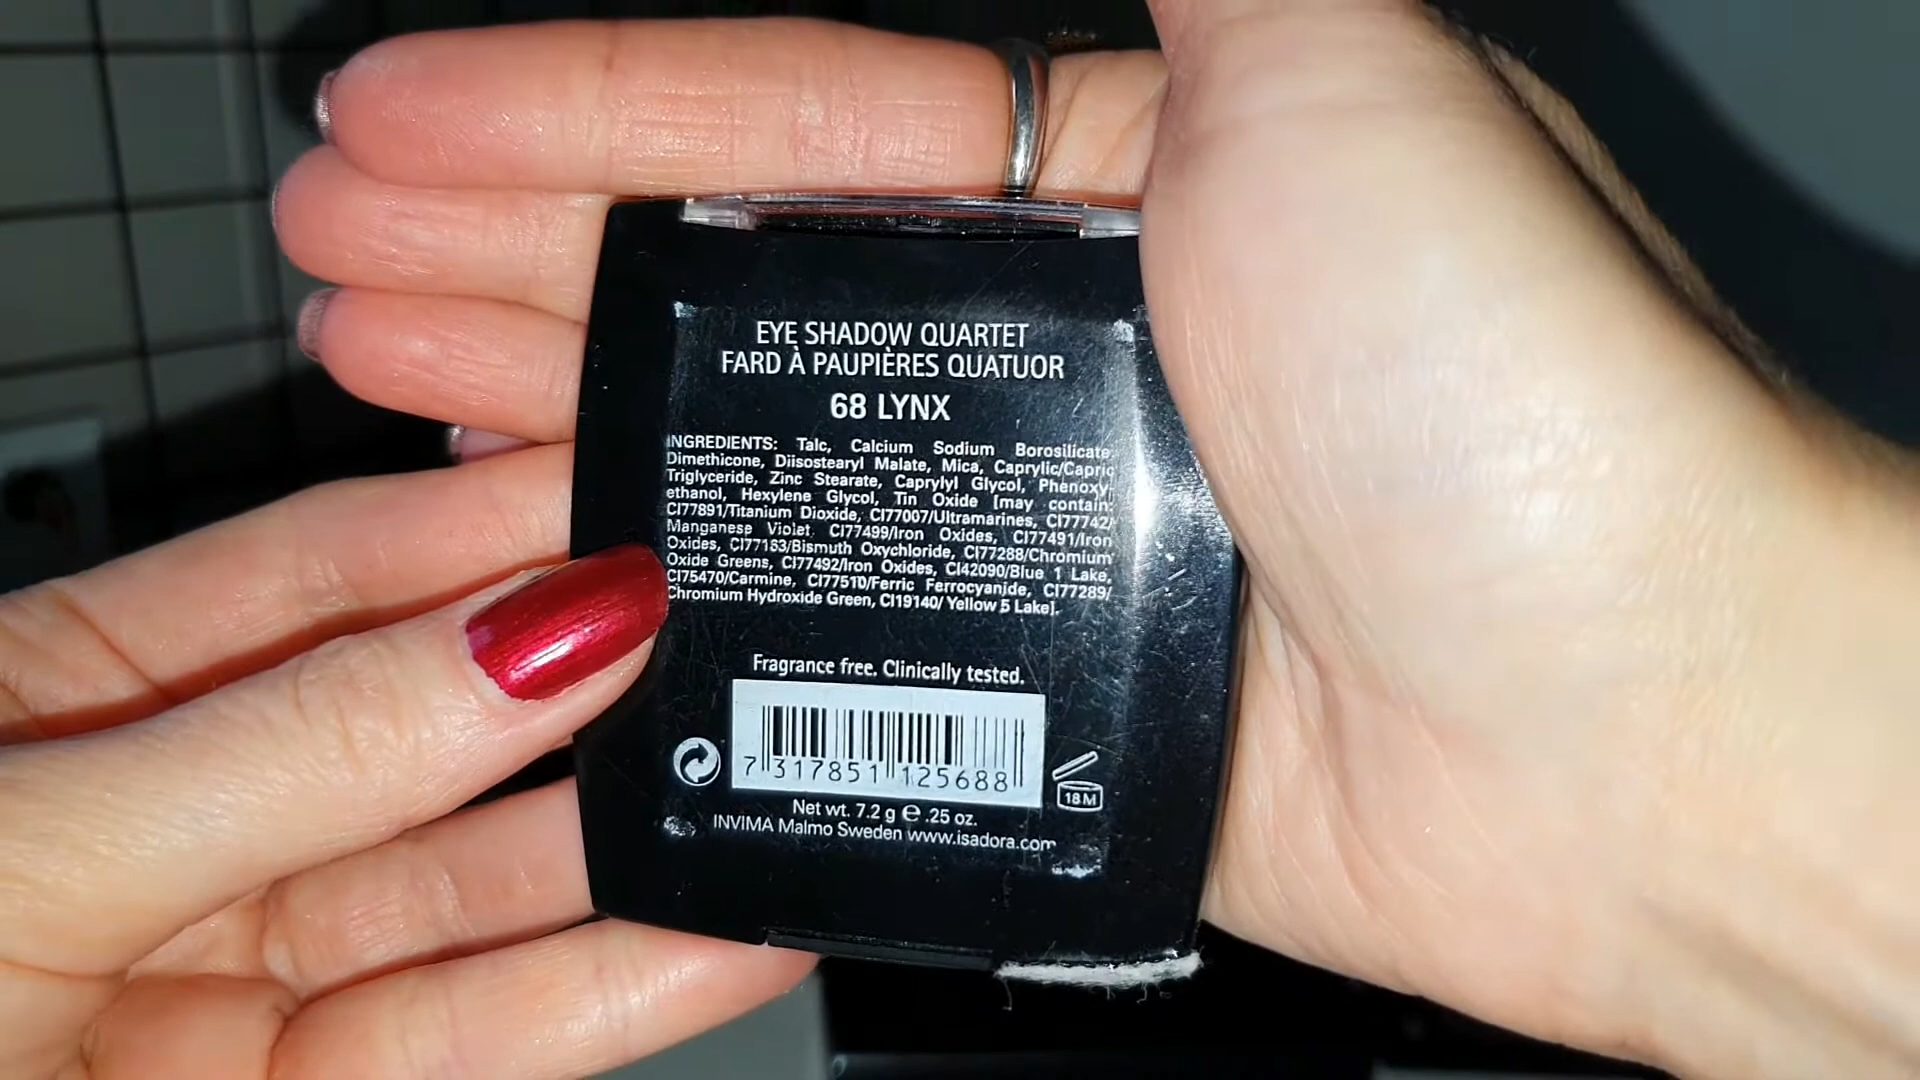 EYE SHADOW QUARTET
FARD À PAUPIÈRES QUATUOR
68 LYNX
INGREDIENTS: Talc, Calcium Sodium Borosilicate,
Dimethicone, Diisostearyl Malate, Mica, Caprylic/Capric
Triglyceride, Zinc Stearate, Caprylyl Glycol, Phenoxy-
ethanol, Hexylene Glycol, Tin Oxide [may contain:
CI77891/Titanium Dioxide, CI77007/Ultramarines, CI77742/
Manganese Violet, CI77499/Iron Oxides, CI77491/Iron
Oxides, CI77163/Bismuth Oxychloride, CI77288/Chromium
Oxide Greens, CI77492/Iron Oxides, CI42090/Blue 1 Lake,
CI75470/Carmine, CI77510/Ferric Ferrocyanide, CI77289/
Chromium Hydroxide Green, CI19140/ Yellow 5 Lake].
Fragrance free. Clinically tested.
7 317851 125688
18M
Net wt. 7.2 g ℮ .25 oz.
INVIMA Malmo Sweden www.isadora.com